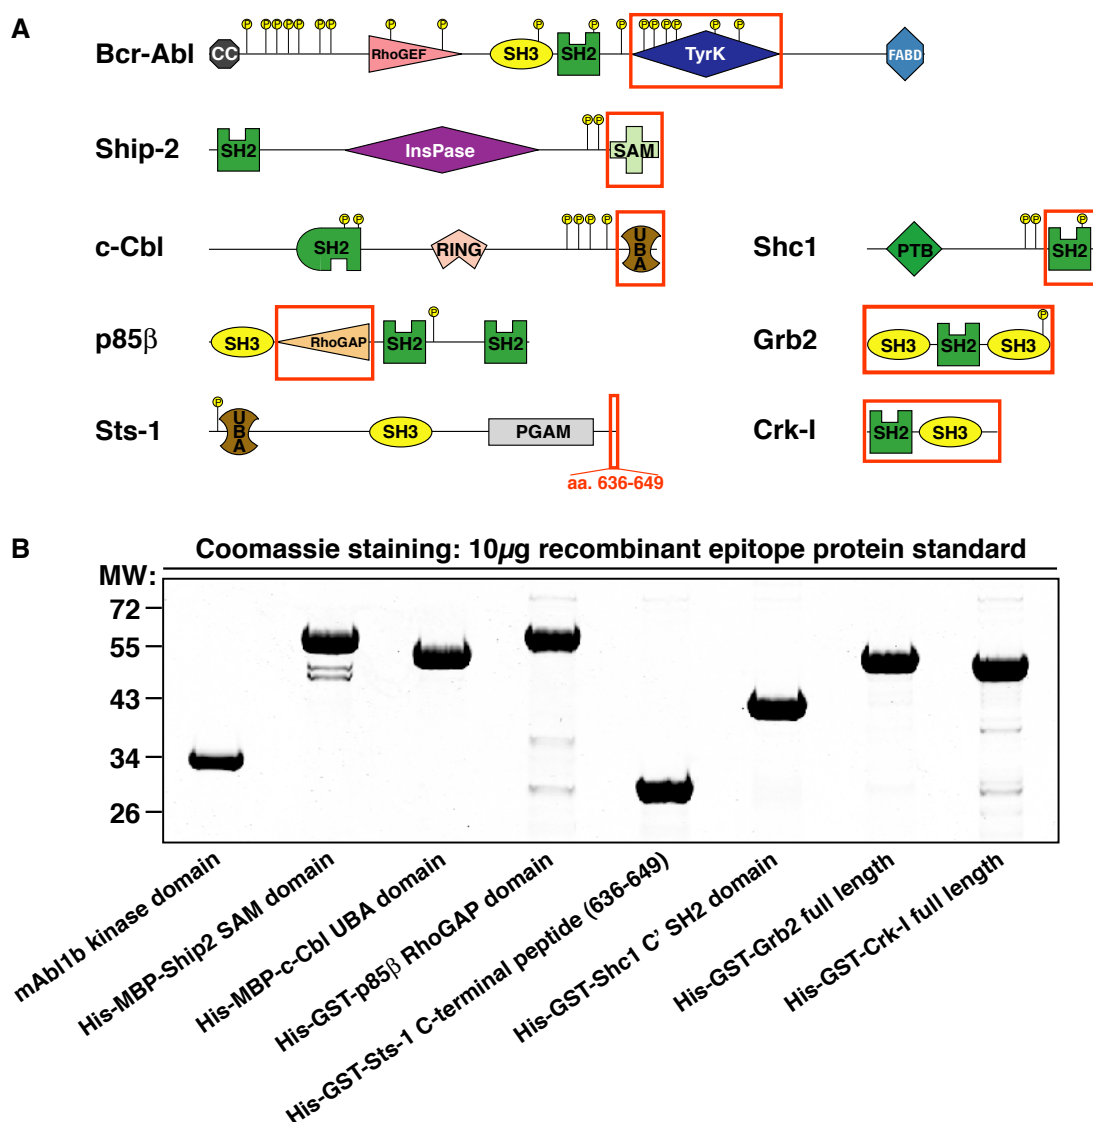 A
Bcr-Abl
P P P P P P P P P P P P P P P P P P
CC RhoGEF SH3 SH2 TyrK FABD
Ship-2
P P
SH2 InsPase SAM
c-Cbl
P P P P P P
SH2 RING UBA
Shc1
P P P
PTB SH2
p85β
P
SH3 RhoGAP SH2 SH2
Grb2
P
SH3 SH2 SH3
Sts-1
P
UBA SH3 PGAM
aa. 636-649
Crk-I
SH2 SH3
B
Coomassie staining: 10µg recombinant epitope protein standard
MW:
72
55
43
34
26
mAbl1b kinase domain
His-MBP-Ship2 SAM domain
His-MBP-c-Cbl UBA domain
His-GST-p85β RhoGAP domain
His-GST-Sts-1 C-terminal peptide (636-649)
His-GST-Shc1 C' SH2 domain
His-GST-Grb2 full length
His-GST-Crk-I full length